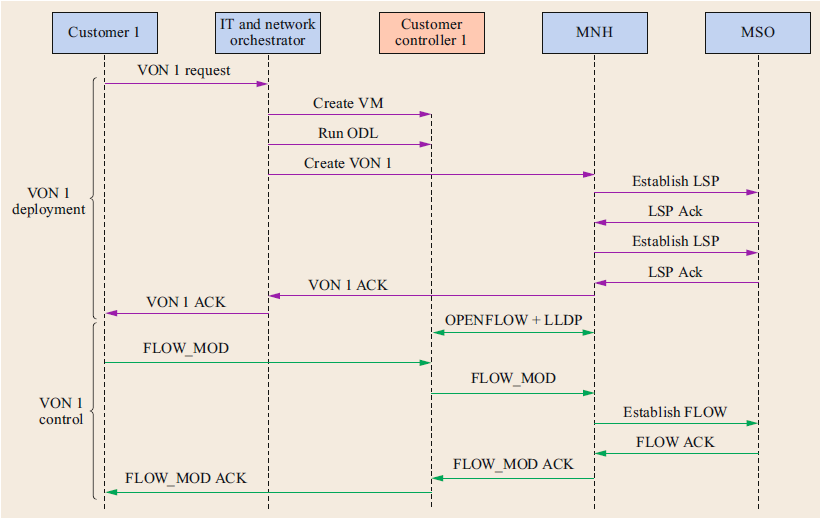 Customer 1
IT and network
orchestrator
Customer
controller 1
MNH
MSO
VON 1 request
Create VM
Run ODL
Create VON 1
Establish LSP
VON 1
deployment
LSP Ack
Establish LSP
LSP Ack
VON 1 ACK
VON 1 ACK
OPENFLOW + LLDP
FLOW_MOD
FLOW_MOD
VON 1
control
Establish FLOW
FLOW ACK
FLOW_MOD ACK
FLOW_MOD ACK